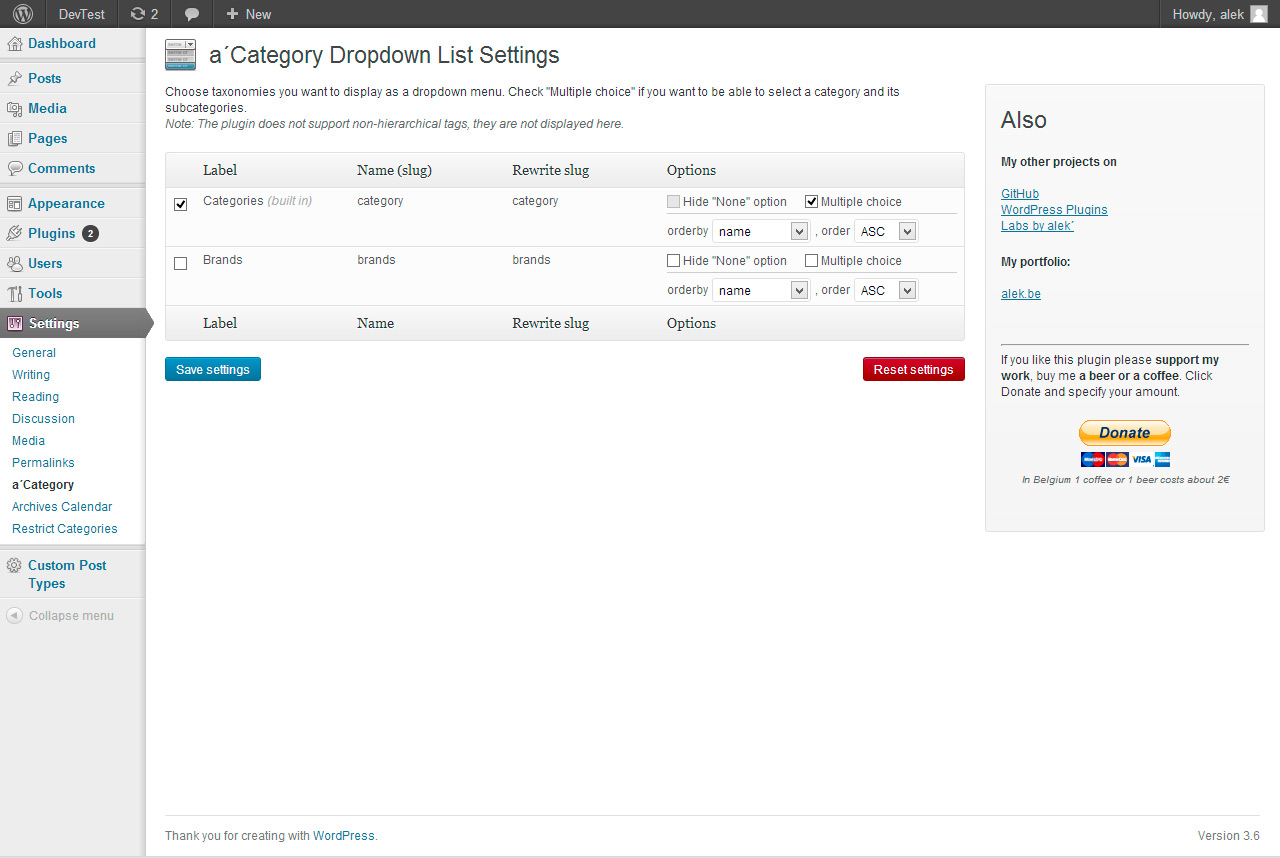 DevTest 2 New Howdy, alek
Dashboard
Posts
Media
Pages
Comments
Appearance
Plugins 2
Users
Tools
Settings
General
Writing
Reading
Discussion
Media
Permalinks
a´Category
Archives Calendar
Restrict Categories
Custom Post
Types
Collapse menu
a´Category Dropdown List Settings
Choose taxonomies you want to display as a dropdown menu. Check "Multiple choice" if you want to be able to select a category and its
subcategories.
Note: The plugin does not support non-hierarchical tags, they are not displayed here.
Label Name (slug) Rewrite slug Options
Categories (built in) category category Hide "None" option Multiple choice
orderby name , order ASC
Brands brands brands Hide "None" option Multiple choice
orderby name , order ASC
Label Name Rewrite slug Options
Save settings Reset settings
Also
My other projects on
GitHub
WordPress Plugins
Labs by alek´
My portfolio:
alek.be
If you like this plugin please support my
work, buy me a beer or a coffee. Click
Donate and specify your amount.
Donate
VISA
In Belgium 1 coffee or 1 beer costs about 2€
Thank you for creating with WordPress. Version 3.6